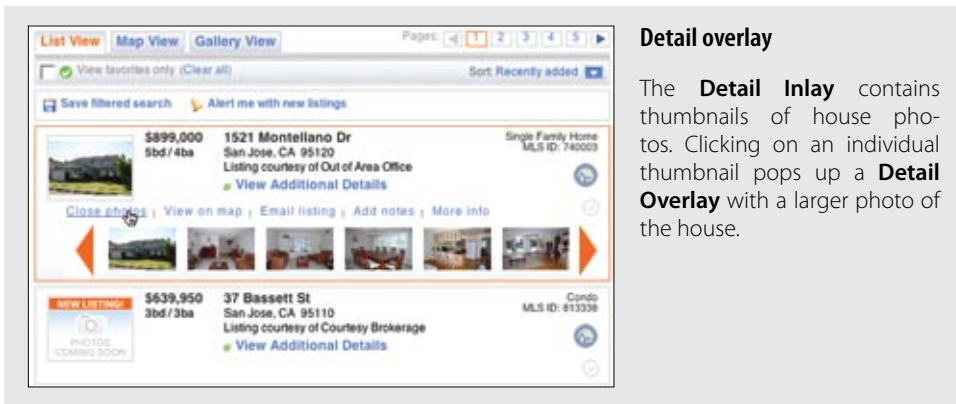 List View Map View Gallery View Pages: 1 2 3 4 5
View favorites only (Clear all) Sort: Recently added
Save filtered search Alert me with new listings
$899,000 1521 Montellano Dr Single Family Home
5bd / 4ba San Jose, CA 95120 MLS ID: 740003
Listing courtesy of Out of Area Office
View Additional Details
Close photos | View on map | Email listing | Add notes | More info
NEW LISTING! $639,950 37 Bassett St Condo
3bd / 3ba San Jose, CA 95110 MLS ID: 813338
Listing courtesy of Courtesy Brokerage
PHOTOS
COMING SOON View Additional Details
Detail overlay
The Detail Inlay contains
thumbnails of house pho-
tos. Clicking on an individual
thumbnail pops up a Detail
Overlay with a larger photo of
the house.